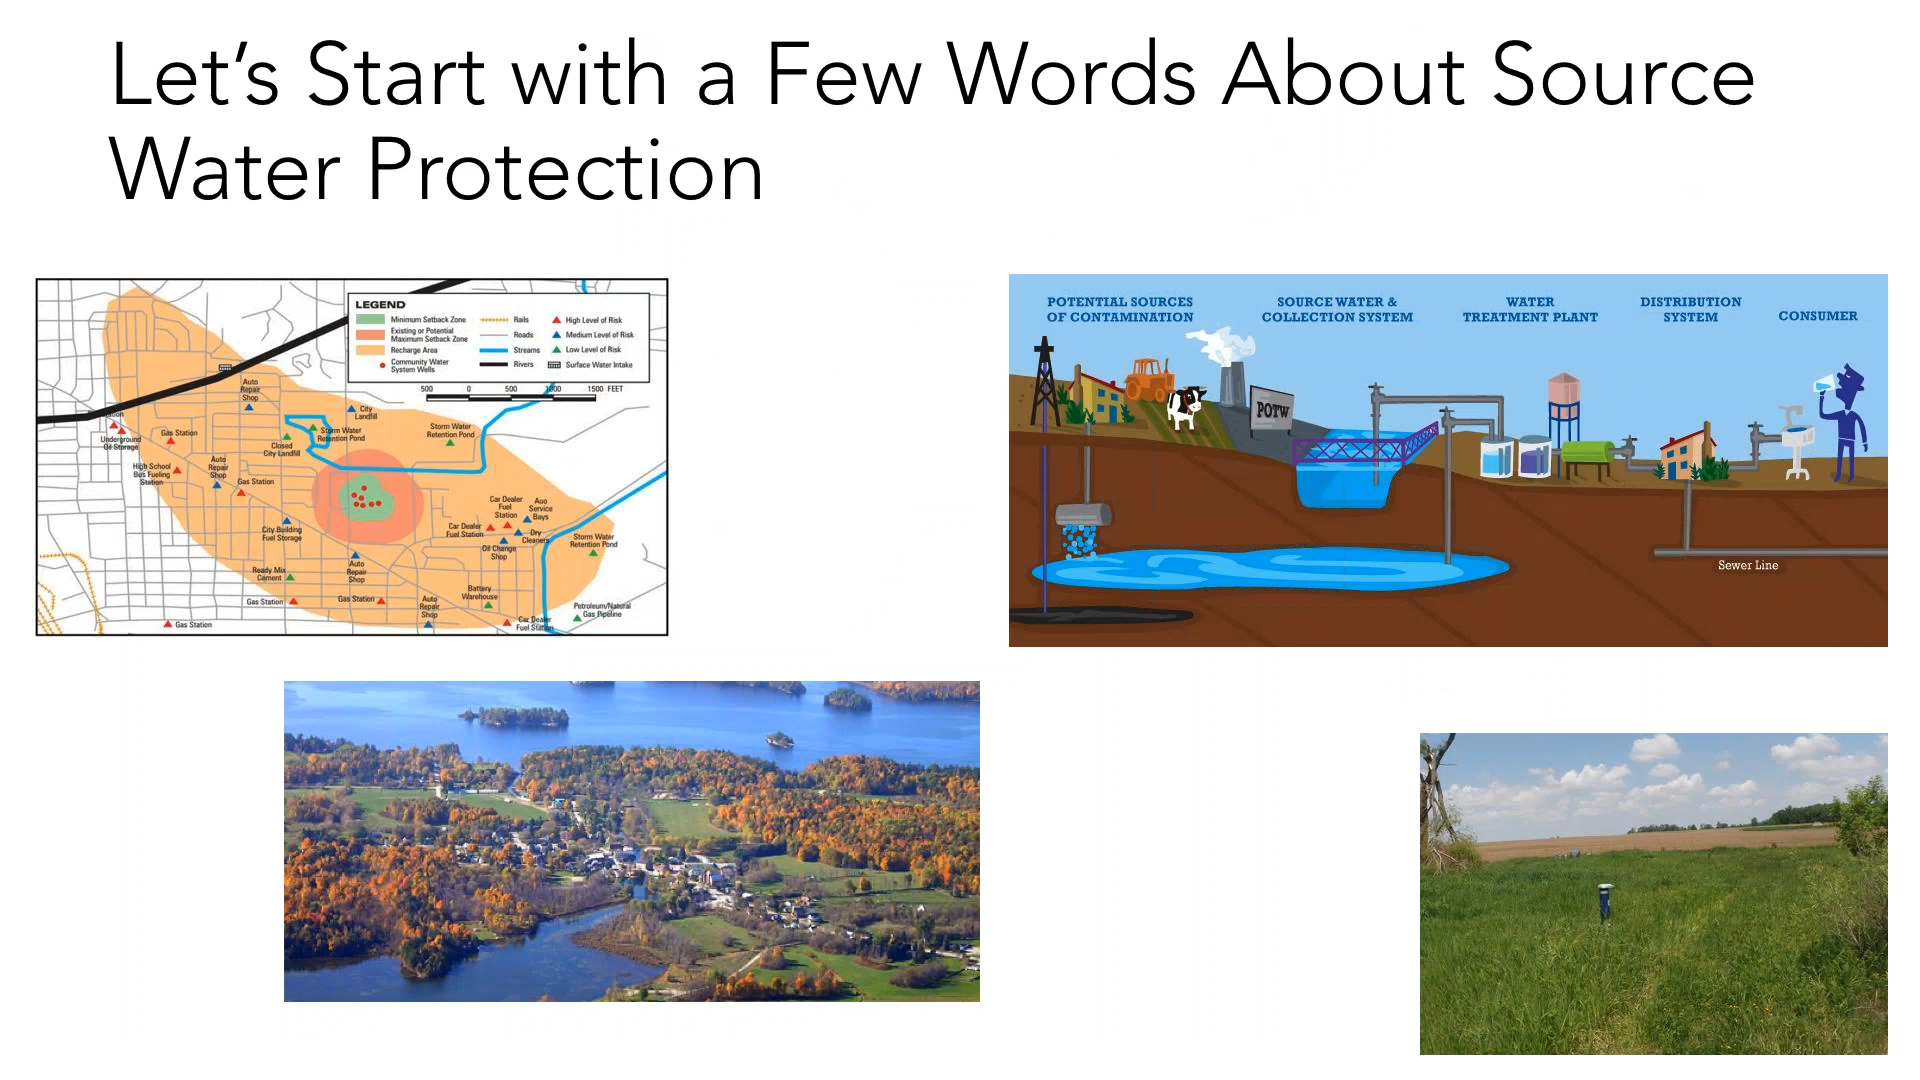 Let's Start with a Few Words About Source
Water Protection
LEGEND
Minimum Setback Zone
Existing or Potential
Maximum Setback Zone
Recharge Area
Community Water
System Wells
Rails
Roads
Streams
Rivers
High Level of Risk
Medium Level of Risk
Low Level of Risk
Surface Water Intake
500 0 500 1000 1500 FEET
Auto
Repair
Shop
City
Landfill
Storm Water
Retention Pond
Storm Water
Retention Pond
Underground
Oil Storage
Gas Station
Closed
City Landfill
High School
Bus Fueling
Station
Auto
Repair
Shop
Gas Station
City Building
Fuel Storage
Car Dealer
Fuel
Station
Auo
Service
Bays
Car Dealer
Fuel Station
Dry
Cleaners
Oil Change
Shop
Storm Water
Retention Pond
Auto
Repair
Shop
Ready Mix
Cement
Gas Station
Gas Station
Battery
Warehouse
Auto
Repair
Shop
Petroleum/Natural
Gas Pipeline
Car Dealer
Fuel Station
Gas Station
POTENTIAL SOURCES
OF CONTAMINATION
SOURCE WATER &
COLLECTION SYSTEM
WATER
TREATMENT PLANT
DISTRIBUTION
SYSTEM
CONSUMER
POTW
Sewer Line